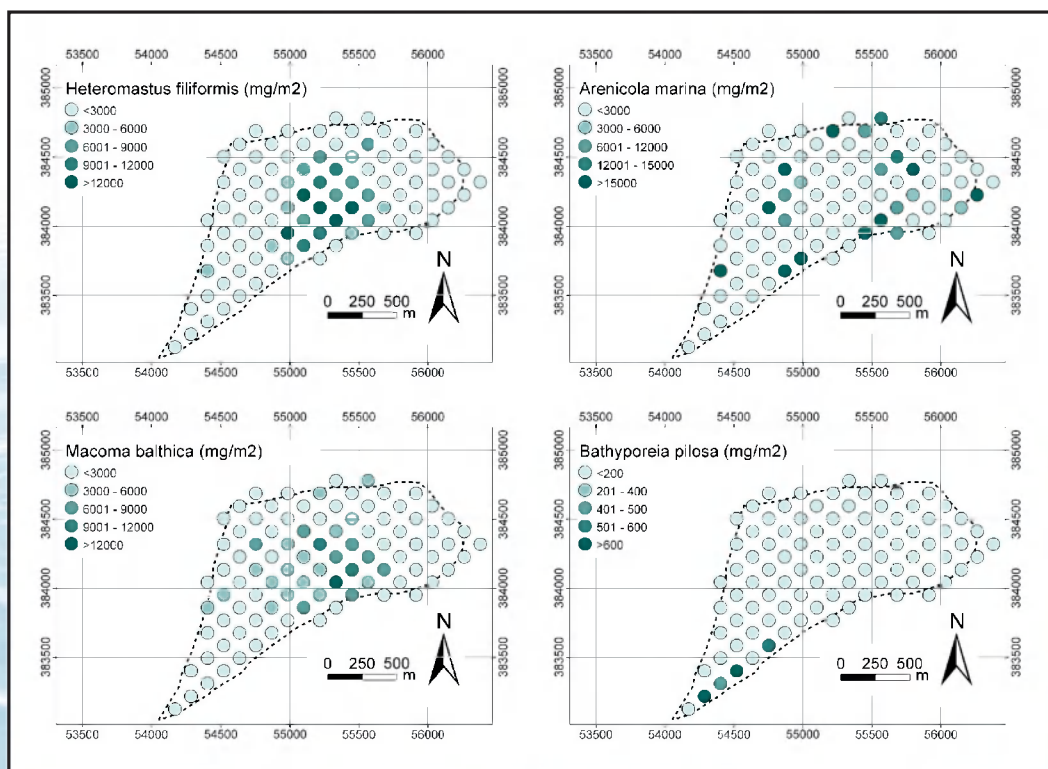 53500 54000 54500 55000 55500 56000
385000
Heteromastus filiformis (mg/m2)
<3000
3000 - 6000
6001 - 9000
9001 - 12000
>12000
384500
384000
383500
N
0 250 500
m
53500 54000 54500 55000 55500 56000
53500 54000 54500 55000 55500 56000
385000
Arenicola marina (mg/m2)
<3000
3000 - 6000
6001 - 12000
12001 - 15000
>15000
384500
384000
383500
N
0 250 500
m
53500 54000 54500 55000 55500 56000
53500 54000 54500 55000 55500 56000
385000
Macoma balthica (mg/m2)
<3000
3000 - 6000
6001 - 9000
9001 - 12000
>12000
384500
384000
383500
N
0 250 500
m
53500 54000 54500 55000 55500 56000
53500 54000 54500 55000 55500 56000
385000
Bathyporeia pilosa (mg/m2)
<200
201 - 400
401 - 500
501 - 600
>600
384500
384000
383500
N
0 250 500
m
53500 54000 54500 55000 55500 56000